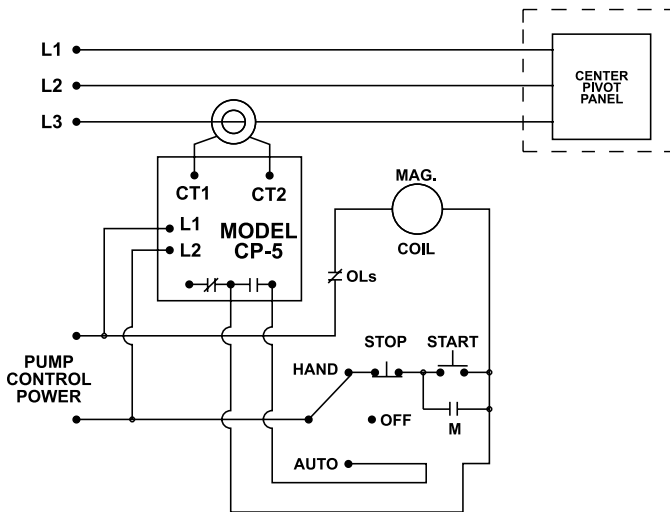 L1
L2
L3
CENTER
PIVOT
PANEL
CT1
CT2
L1
L2
MODEL
CP-5
MAG.
COIL
OLs
PUMP
CONTROL
POWER
HAND
STOP
START
OFF
M
AUTO